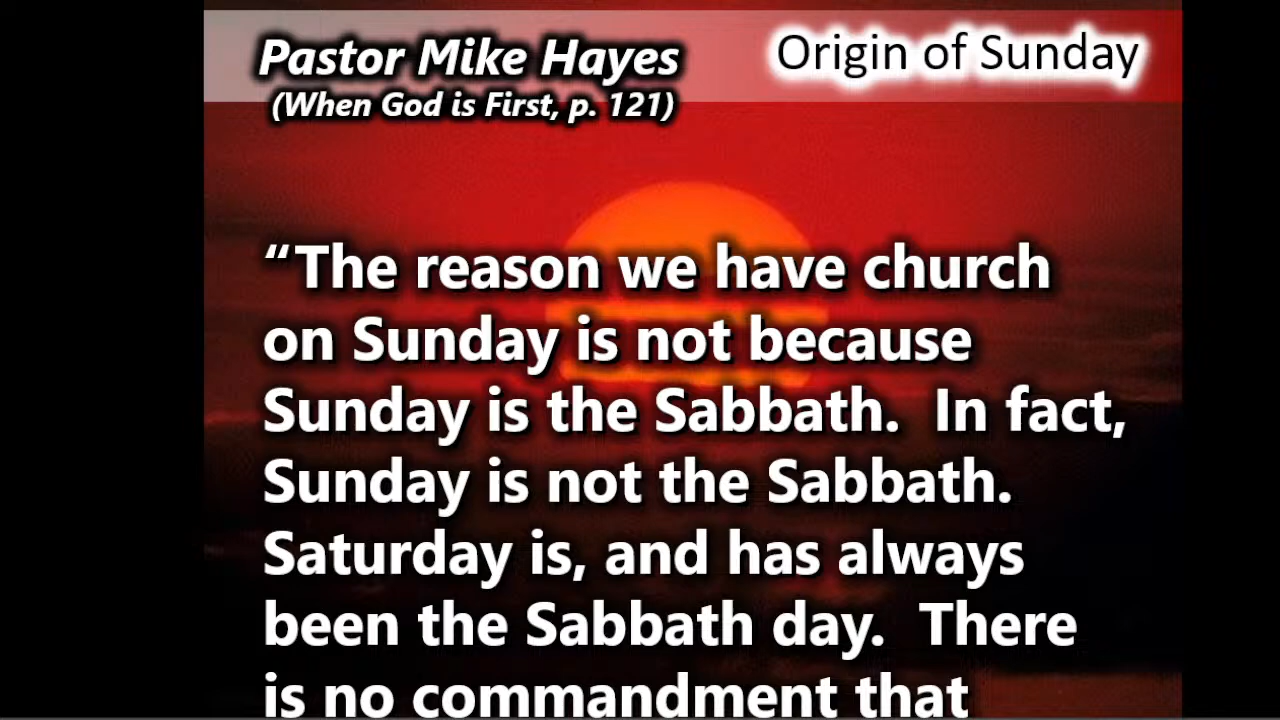 Pastor Mike Hayes
(When God is First, p. 121)
Origin of Sunday
“The reason we have church
on Sunday is not because
Sunday is the Sabbath.  In fact,
Sunday is not the Sabbath.
Saturday is, and has always
been the Sabbath day.  There
is no commandment that